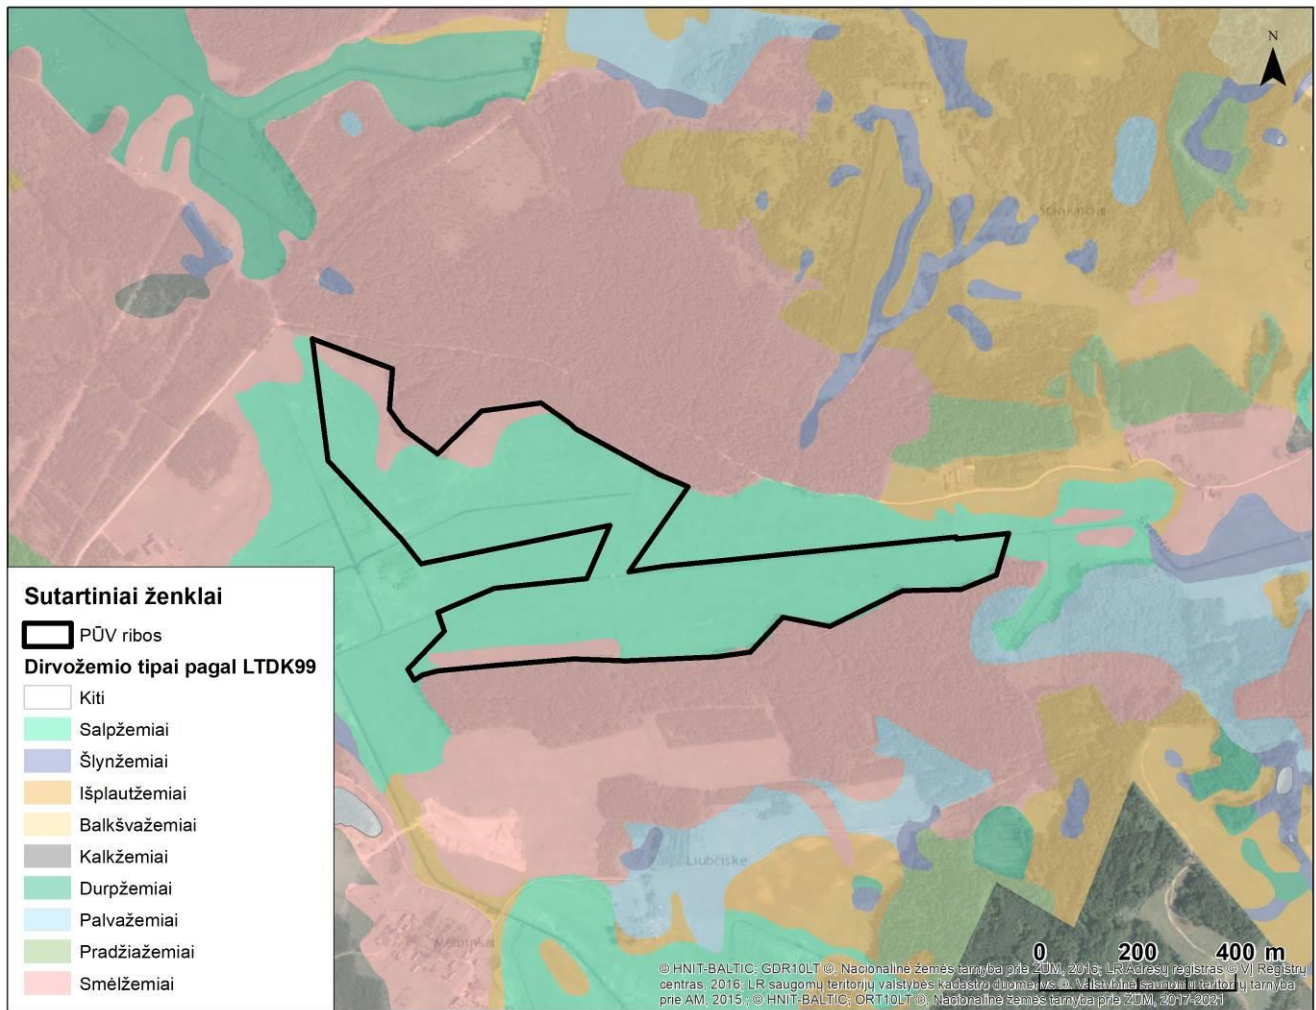 N
Stinkaičiai
Sutartiniai ženklai
PŪV ribos
Dirvožemio tipai pagal LTDK99
Kiti
Salpžemiai
Šlynžemiai
Išplautžemiai
Balkšvažemiai
Kalkžemiai
Durpžemiai
Palvažemiai
Pradžiažemiai
Smėlžemiai
Liubčiske
0 200 400 m
© HNIT-BALTIC; GDR10LT ©, Nacionalinė žemės tarnyba prie ŽŪM, 2016; LR Adresų registras © VĮ Registrų
centras, 2016; LR saugomų teritorijų valstybės kadastro duomenys ©, Valstybinė saugomų teritorijų tarnyba
prie AM, 2015.; © HNIT-BALTIC; ORT10LT ©, Nacionalinė žemės tarnyba prie ŽŪM, 2017-2021